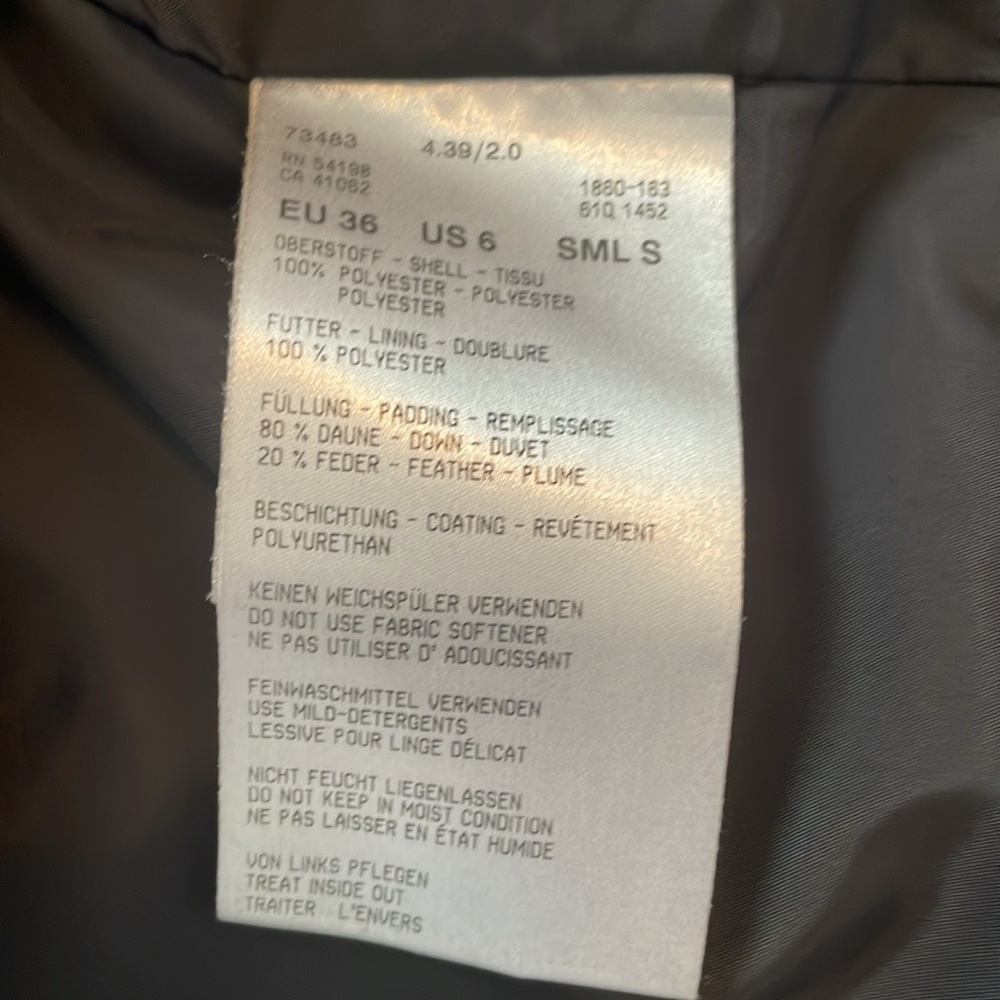 73483 4.39/2.0
RN 54198
CA 41082
1880-183
61Q 1452
EU 36 US 6 SML S
OBERSTOFF - SHELL - TISSU
100% POLYESTER - POLYESTER
POLYESTER
FUTTER - LINING - DOUBLURE
100 % POLYESTER
FÜLLUNG - PADDING - REMPLISSAGE
80 % DAUNE - DOWN - DUVET
20 % FEDER - FEATHER - PLUME
BESCHICHTUNG - COATING - REVÉTEMENT
POLYURETHAN
KEINEN WEICHSPÜLER VERWENDEN
DO NOT USE FABRIC SOFTENER
NE PAS UTILISER D' ADOUCISSANT
FEINWASCHMITTEL VERWENDEN
USE MILD-DETERGENTS
LESSIVE POUR LINGE DÉLICAT
NICHT FEUCHT LIEGENLASSEN
DO NOT KEEP IN MOIST CONDITION
NE PAS LAISSER EN ÉTAT HUMIDE
VON LINKS PFLEGEN
TREAT INSIDE OUT
TRAITER L'ENVERS